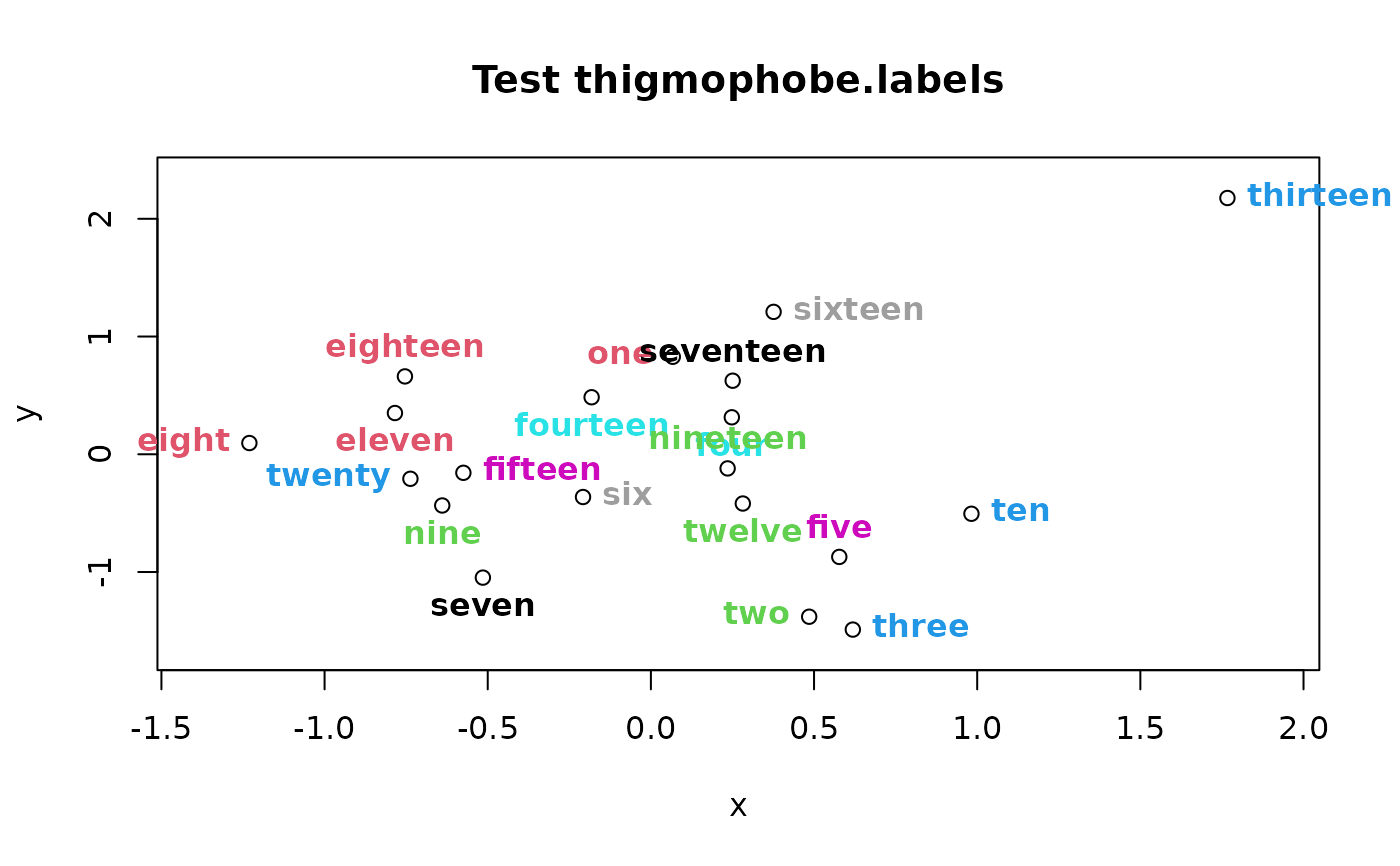 Test thigmophobe.labels
thirteen
2
sixteen
1
eighteen
one
seventeen
fourteen
nineteen
four
eight
eleven
0
twenty
fifteen
six
ten
nine
twelve
five
-1
seven
two
three
y
-1.5 -1.0 -0.5 0.0 0.5 1.0 1.5 2.0
x